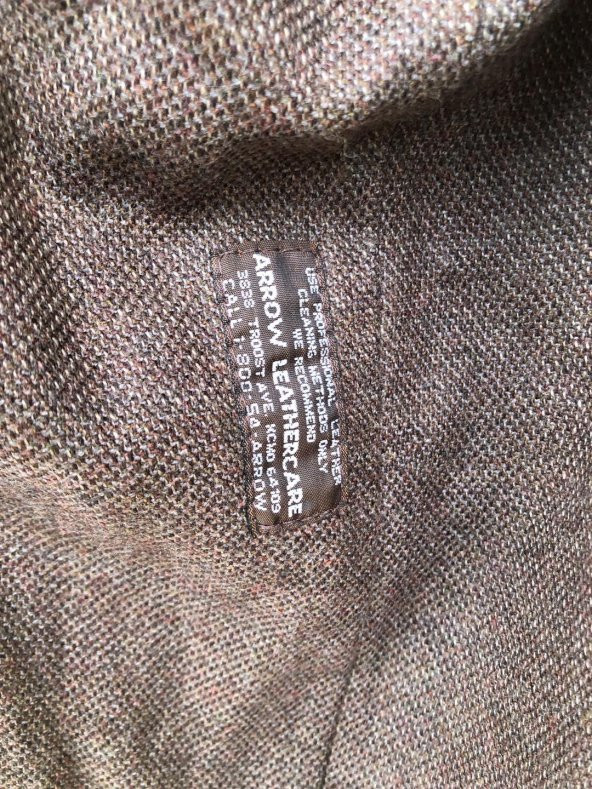 USE PROFESSIONAL LEATHER
CLEANING METHODS ONLY
WE RECOMMEND
ARROW LEATHERCARE
3838 TROOST AVE KCMO 64109
CALL 1-800-54-ARROW